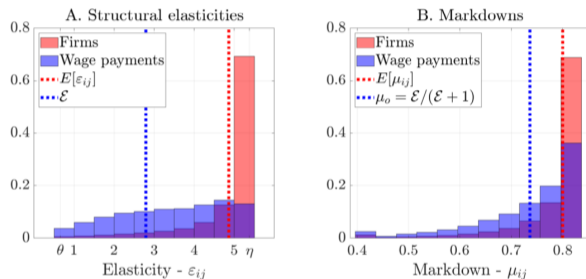 A. Structural elasticities
0.8
0.6
0.4
0.2
0
Firms
Wage payments
E[εij]
ℰ
θ 1 2 3 4 5 η
Elasticity - εij
B. Markdowns
0.8
0.6
0.4
0.2
0
Firms
Wage payments
E[μij]
μo = ℰ/(ℰ + 1)
0.4 0.5 0.6 0.7 0.8
Markdown - μij